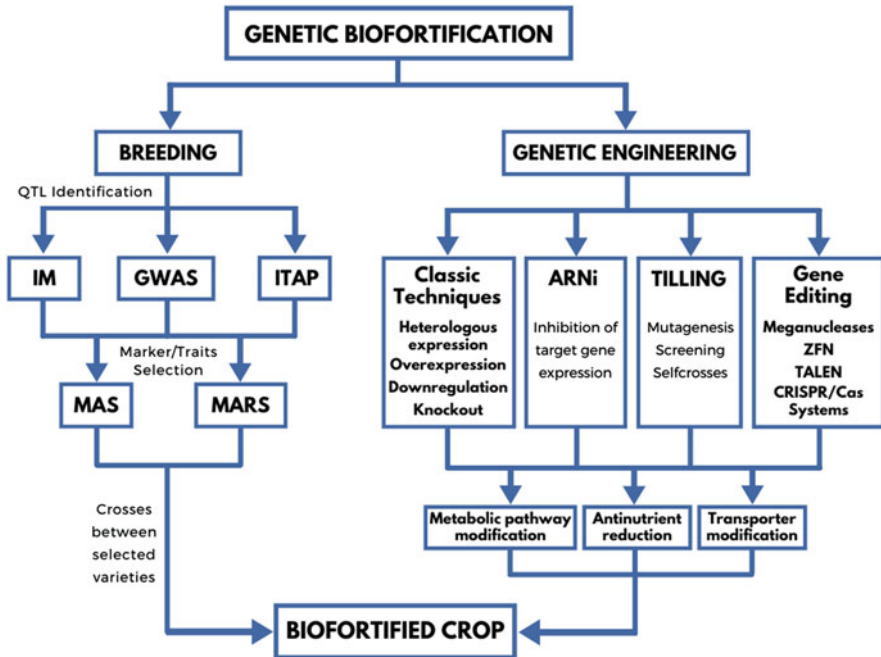 GENETIC BIOFORTIFICATION
BREEDING
GENETIC ENGINEERING
QTL Identification
IM
GWAS
ITAP
Marker/Traits
Selection
MAS
MARS
Crosses
between
selected
varieties
Classic
Techniques
Heterologous
expression
Overexpression
Downregulation
Knockout
ARNi
Inhibition of
target gene
expression
TILLING
Mutagenesis
Screening
Selfcrosses
Gene
Editing
Meganucleases
ZFN
TALEN
CRISPR/Cas
Systems
Metabolic pathway
modification
Antinutrient
reduction
Transporter
modification
BIOFORTIFIED CROP